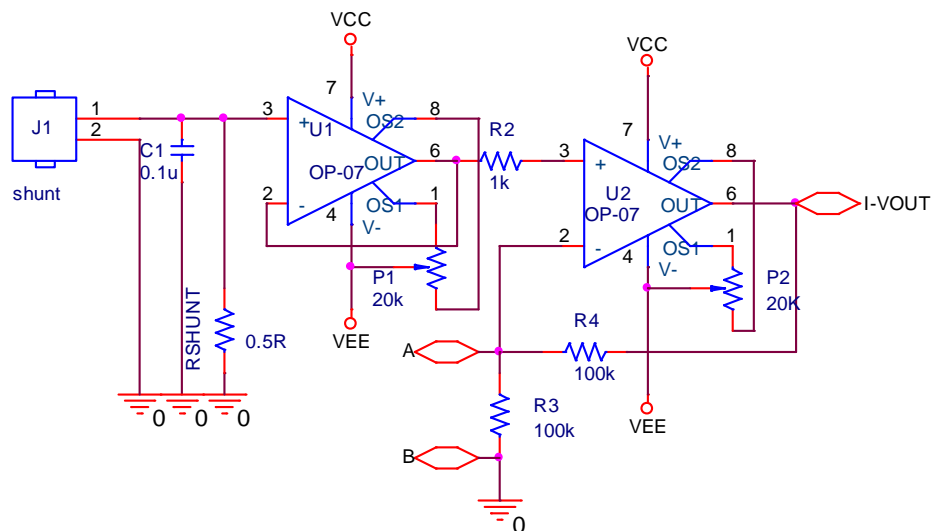 J1
shunt
1
2
C1
0.1u
RSHUNT
0.5R
0
0
0
VCC
7
V+
3
+
U1
OS2
8
OUT
6
OP-07
2
-
OS1
1
4
V-
P1
20k
VEE
R2
1k
VCC
7
V+
3
+
OS2
8
U2
OP-07
OUT
6
2
-
OS1
1
4
V-
P2
20K
VEE
I-VOUT
A
R4
100k
R3
100k
B
0